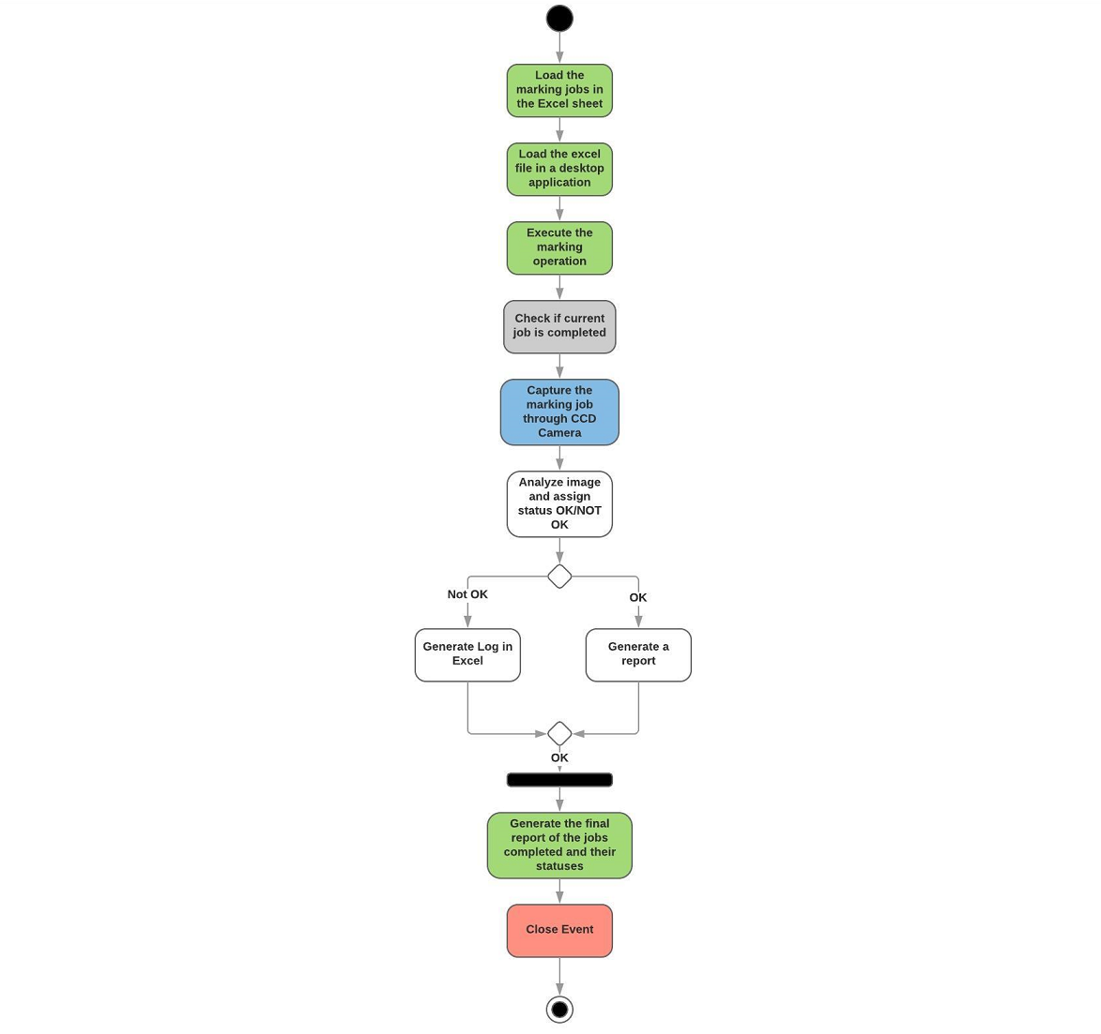 Load the
marking jobs in
the Excel sheet
Load the excel
file in a desktop
application
Execute the
marking
operation
Check if current
job is completed
Capture the
marking job
through CCD
Camera
Analyze image
and assign
status OK/NOT
OK
Not OK
OK
Generate Log in
Excel
Generate a
report
OK
Generate the final
report of the jobs
completed and their
statuses
Close Event